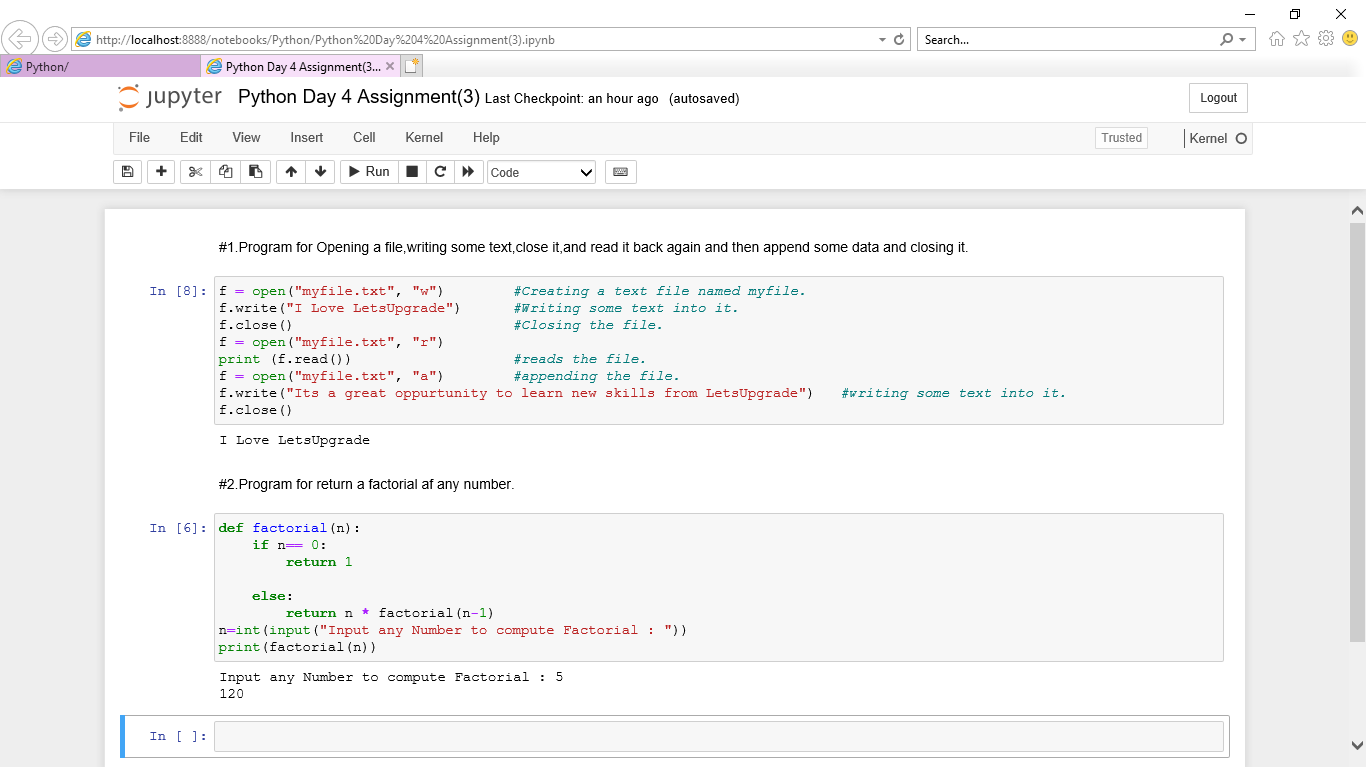 http://localhost:8888/notebooks/Python/Python%20Day%204%20Assignment(3).ipynb
Search...
Python/
Python Day 4 Assignment(3...
jupyter Python Day 4 Assignment(3) Last Checkpoint: an hour ago (autosaved)
Logout
File Edit View Insert Cell Kernel Help
Trusted
Kernel
Run
Code
#1.Program for Opening a file,writing some text,close it,and read it back again and then append some data and closing it.
In [8]: f = open("myfile.txt", "w") #Creating a text file named myfile.
f.write("I Love LetsUpgrade") #Writing some text into it.
f.close() #Closing the file.
f = open("myfile.txt", "r")
print (f.read()) #reads the file.
f = open("myfile.txt", "a") #appending the file.
f.write("Its a great oppurtunity to learn new skills from LetsUpgrade") #writing some text into it.
f.close()
I Love LetsUpgrade
#2.Program for return a factorial af any number.
In [6]: def factorial(n):
if n== 0:
return 1
else:
return n * factorial(n-1)
n=int(input("Input any Number to compute Factorial : "))
print(factorial(n))
Input any Number to compute Factorial : 5
120
In [ ]: